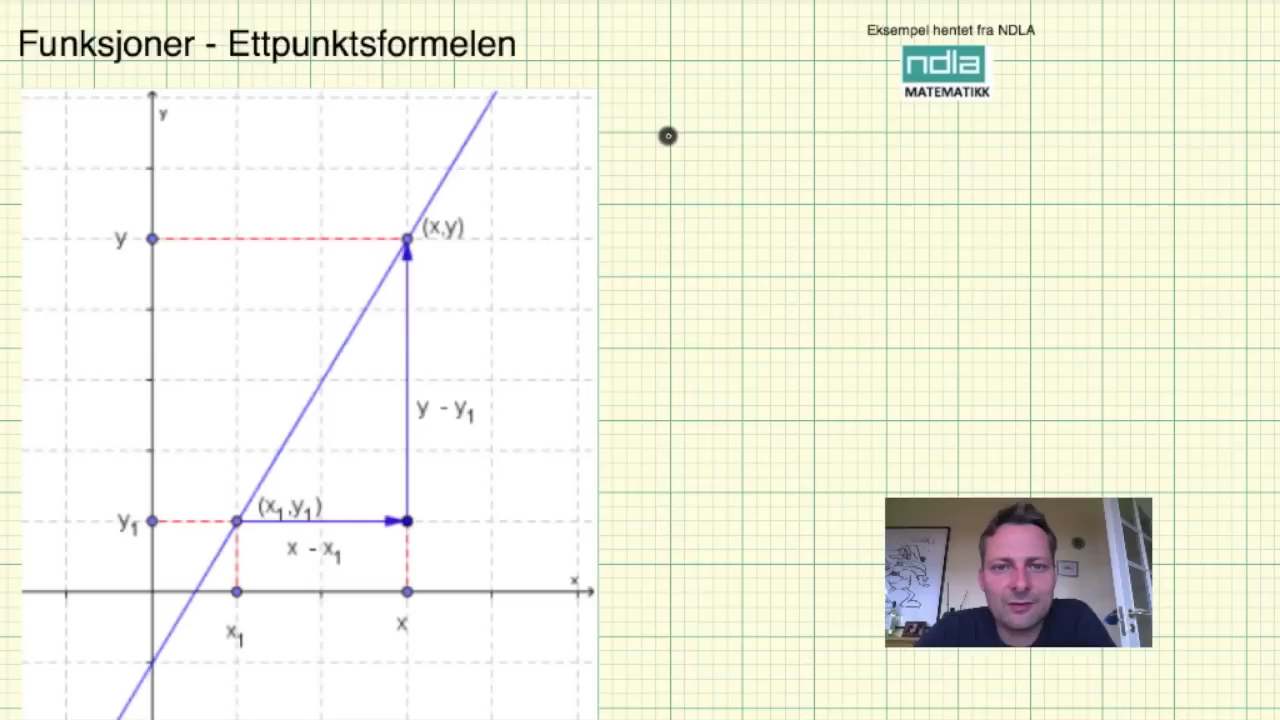 Funksjoner - Ettpunktsformelen
Eksempel hentet fra NDLA
ndla
MATEMATIKK
y
y
(x,y)
y - y₁
y₁
(x₁,y₁)
x - x₁
x
x₁
x